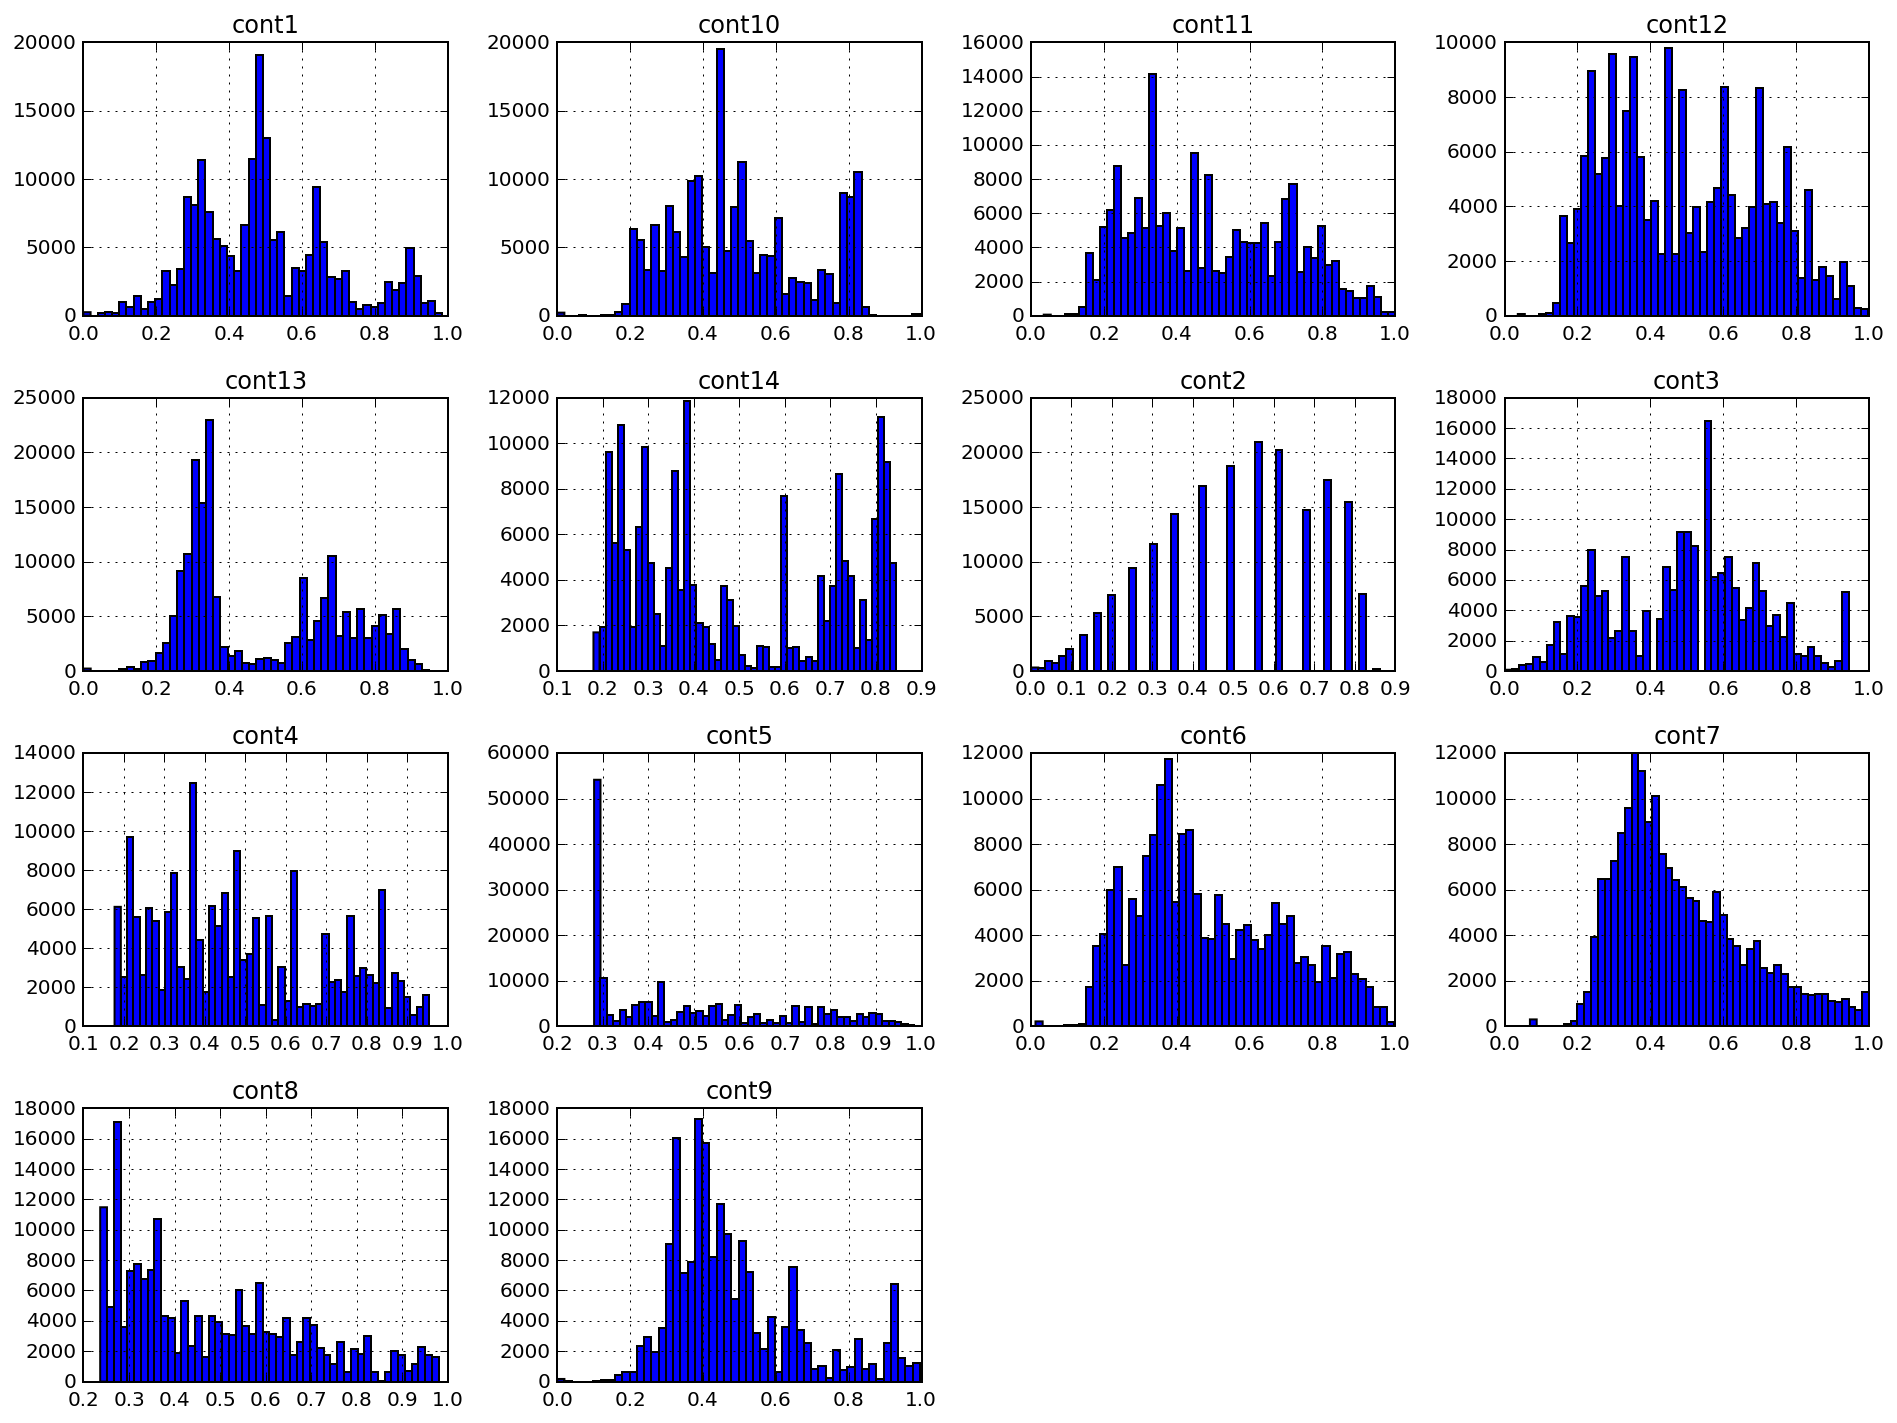 cont1 cont10 cont11 cont12
20000 20000 16000 10000
15000 15000 14000 8000
10000 10000 12000 6000
5000 5000 10000 4000
0 0 8000 2000
6000 0
4000
2000
0
0.0 0.2 0.4 0.6 0.8 1.0 0.0 0.2 0.4 0.6 0.8 1.0 0.0 0.2 0.4 0.6 0.8 1.0 0.0 0.2 0.4 0.6 0.8 1.0
cont13 cont14 cont2 cont3
25000 12000 25000 18000
20000 10000 20000 16000
15000 8000 15000 14000
10000 6000 10000 12000
5000 4000 5000 10000
0 2000 0 8000
0 6000
4000
2000
0
0.0 0.2 0.4 0.6 0.8 1.0 0.1 0.2 0.3 0.4 0.5 0.6 0.7 0.8 0.9 0.0 0.1 0.2 0.3 0.4 0.5 0.6 0.7 0.8 0.9 0.0 0.2 0.4 0.6 0.8 1.0
cont4 cont5 cont6 cont7
14000 60000 12000 12000
12000 50000 10000 10000
10000 40000 8000 8000
8000 30000 6000 6000
6000 20000 4000 4000
4000 10000 2000 2000
2000 0 0 0
0
0.1 0.2 0.3 0.4 0.5 0.6 0.7 0.8 0.9 1.0 0.2 0.3 0.4 0.5 0.6 0.7 0.8 0.9 1.0 0.0 0.2 0.4 0.6 0.8 1.0 0.0 0.2 0.4 0.6 0.8 1.0
cont8 cont9
18000 18000
16000 16000
14000 14000
12000 12000
10000 10000
8000 8000
6000 6000
4000 4000
2000 2000
0 0
0.2 0.3 0.4 0.5 0.6 0.7 0.8 0.9 1.0 0.0 0.2 0.4 0.6 0.8 1.0